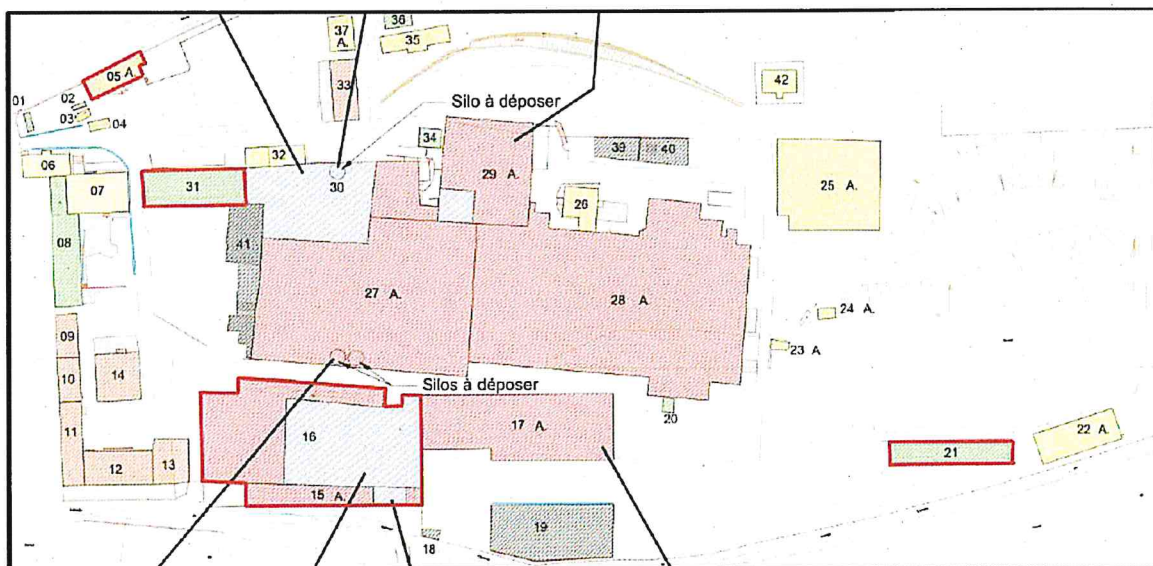 36
37
A.
35
05 A.
42
33
01
02
03
04
Silo à déposer
34
39
40
32
06
29 A.
07
31
30
25 A.
26
08
41
27 A.
28 A.
24 A.
09
23 A
14
10
Silos à déposer
20
11
16
17 A.
22 A.
12
13
21
15 A.
19
18